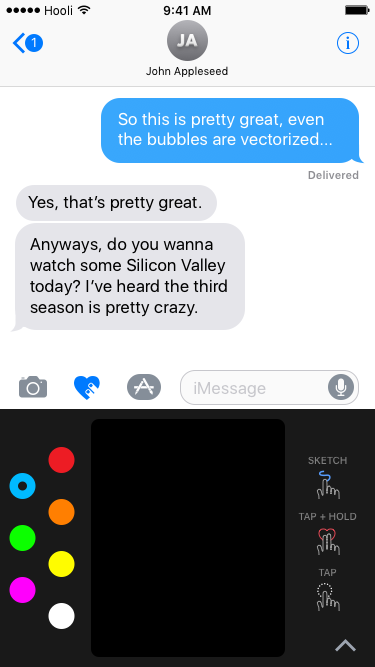 Hooli 9:41 AM
1
JA
John Appleseed
So this is pretty great, even
the bubbles are vectorized...
Delivered
Yes, that’s pretty great.
Anyways, do you wanna
watch some Silicon Valley
today? I’ve heard the third
season is pretty crazy.
iMessage
SKETCH
TAP + HOLD
TAP